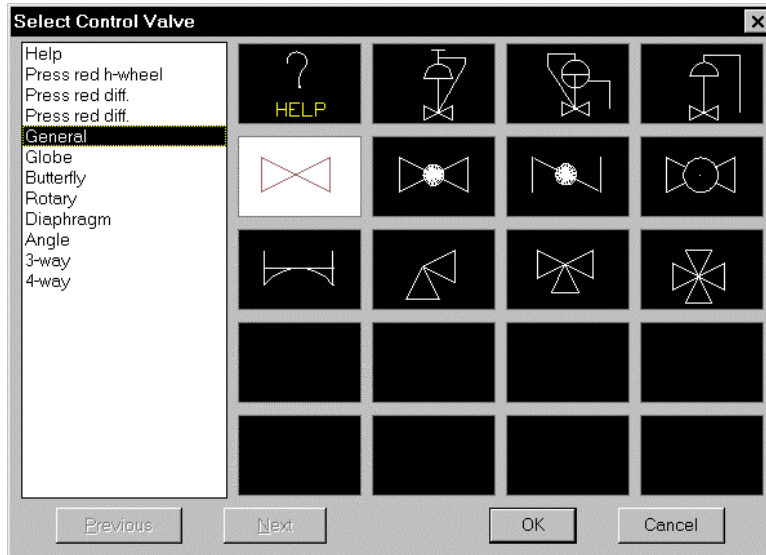 Select Control Valve
Help
Press red h-wheel
Press red diff.
Press red diff.
General
Globe
Butterfly
Rotary
Diaphragm
Angle
3-way
4-way
HELP
Previous
Next
OK
Cancel